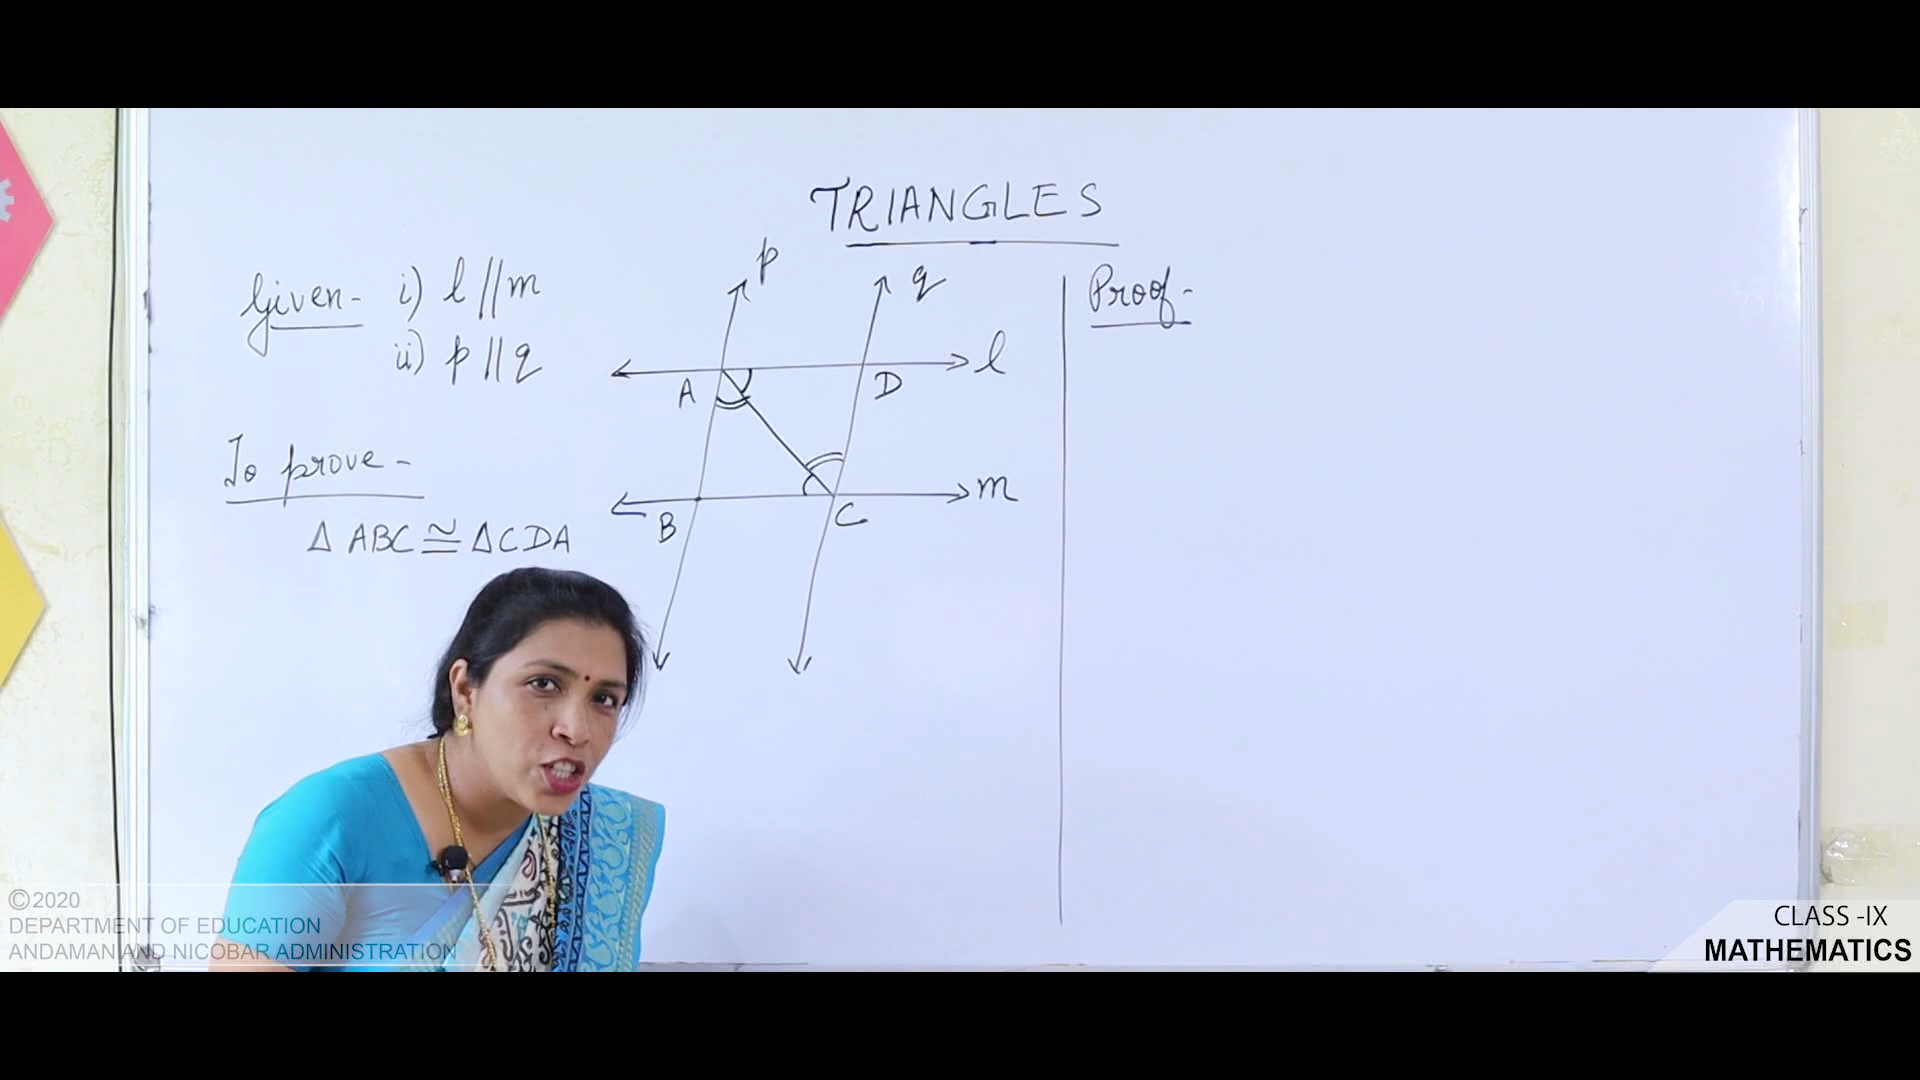 TRIANGLES
Given- i) l // m
ii) p // q
To prove-
Δ ABC ≅ Δ CDA
p
q
l
A
D
m
B
C
Proof-
©2020
DEPARTMENT OF EDUCATION
ANDAMAN AND NICOBAR ADMINISTRATION
CLASS -IX
MATHEMATICS